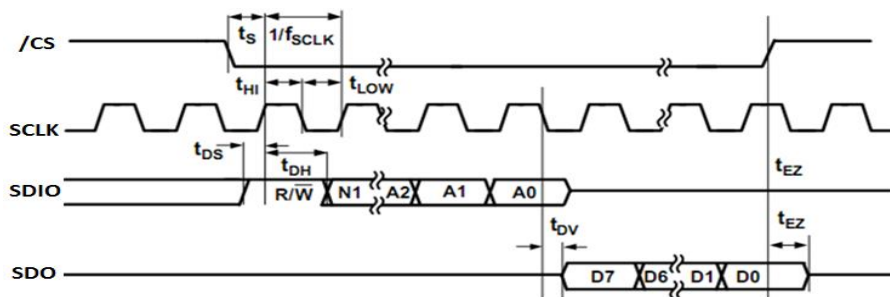 /CS
tS 1/fSCLK
tHI tLOW
SCLK
tDS tDH tEZ
SDIO R/W̅ N1 A2 A1 A0
tDV tEZ
SDO D7 D6 D1 D0